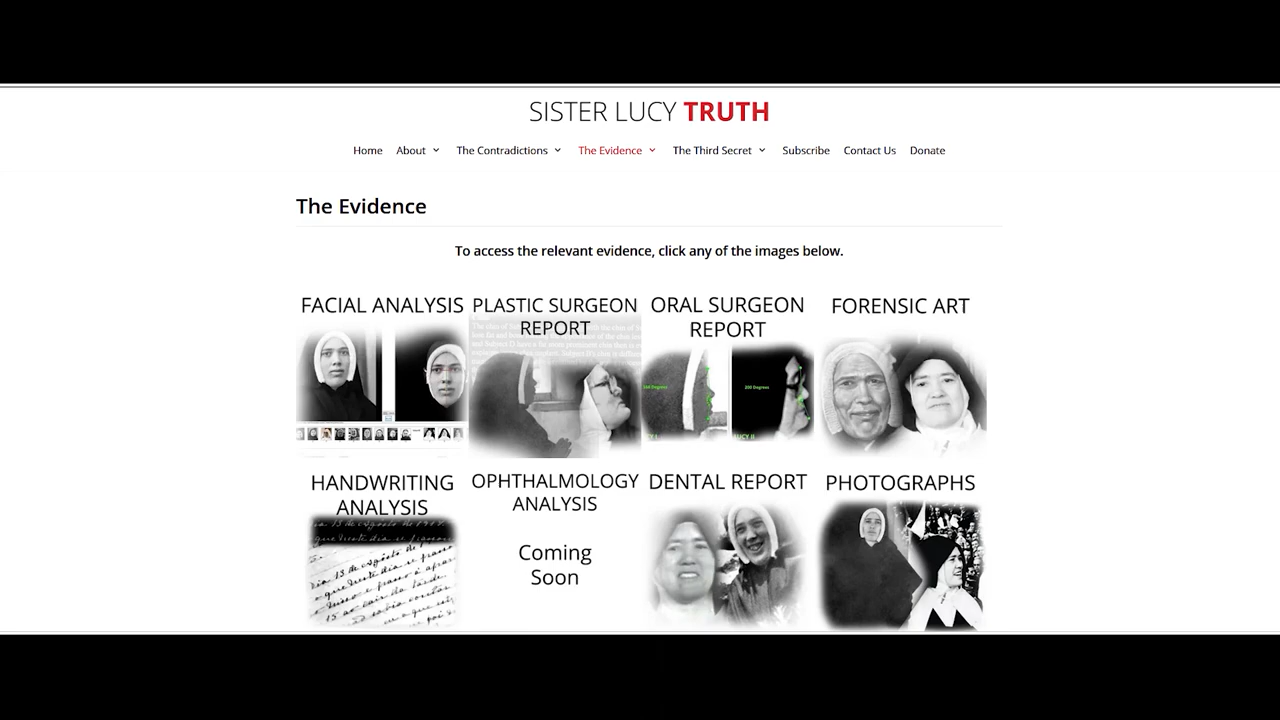 SISTER LUCY TRUTH
Home About The Contradictions The Evidence The Third Secret Subscribe Contact Us Donate
The Evidence
To access the relevant evidence, click any of the images below.
FACIAL ANALYSIS
PLASTIC SURGEON
REPORT
ORAL SURGEON
REPORT
200 Degrees
LUCY II
FORENSIC ART
HANDWRITING
ANALYSIS
OPHTHALMOLOGY
ANALYSIS
Coming
Soon
DENTAL REPORT
PHOTOGRAPHS